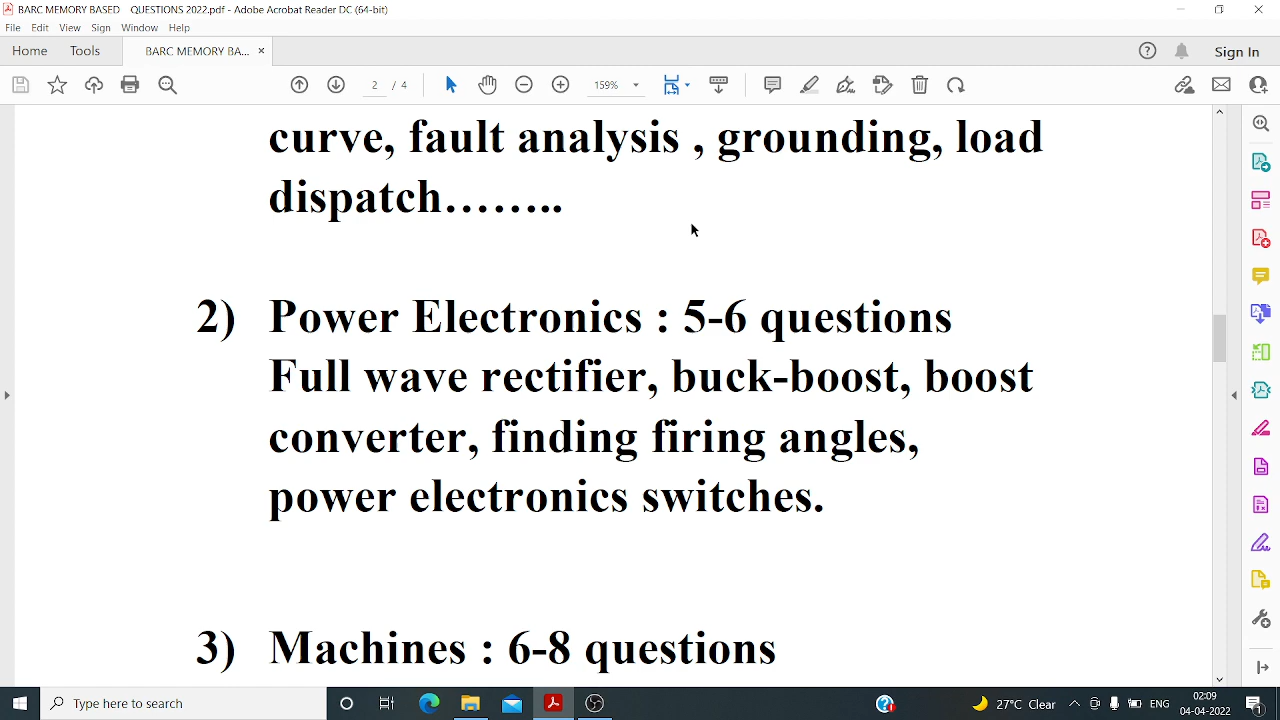 BARC MEMORY BASED QUESTIONS 2022.pdf - Adobe Acrobat Reader DC (64-bit)
File Edit View Sign Window Help
Home Tools BARC MEMORY BA... × Sign In
2 / 4 159%
curve, fault analysis , grounding, load
dispatch……..
2) Power Electronics : 5-6 questions
Full wave rectifier, buck-boost, boost
converter, finding firing angles,
power electronics switches.
3) Machines : 6-8 questions
Type here to search
27°C Clear ENG
02:09
04-04-2022